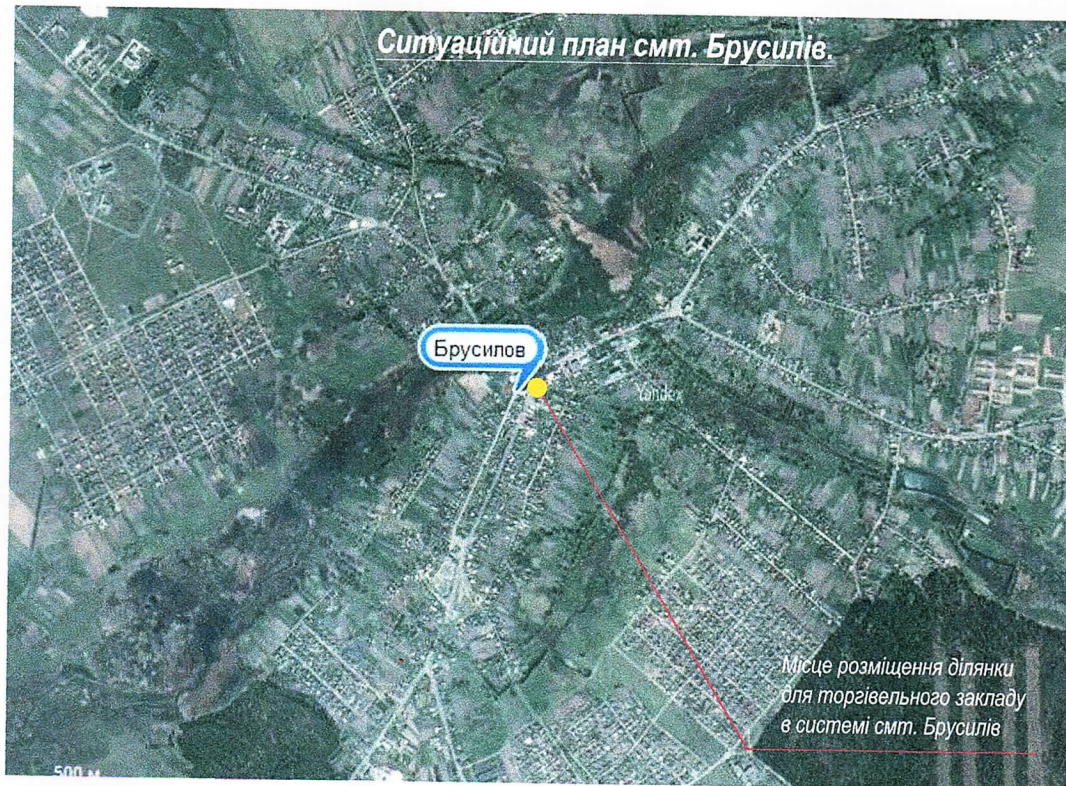 Ситуаційний план смт. Брусилів.
Брусилов
Yandex
Місце розміщення ділянки
для торгівельного закладу
в системі смт. Брусилів
500 м